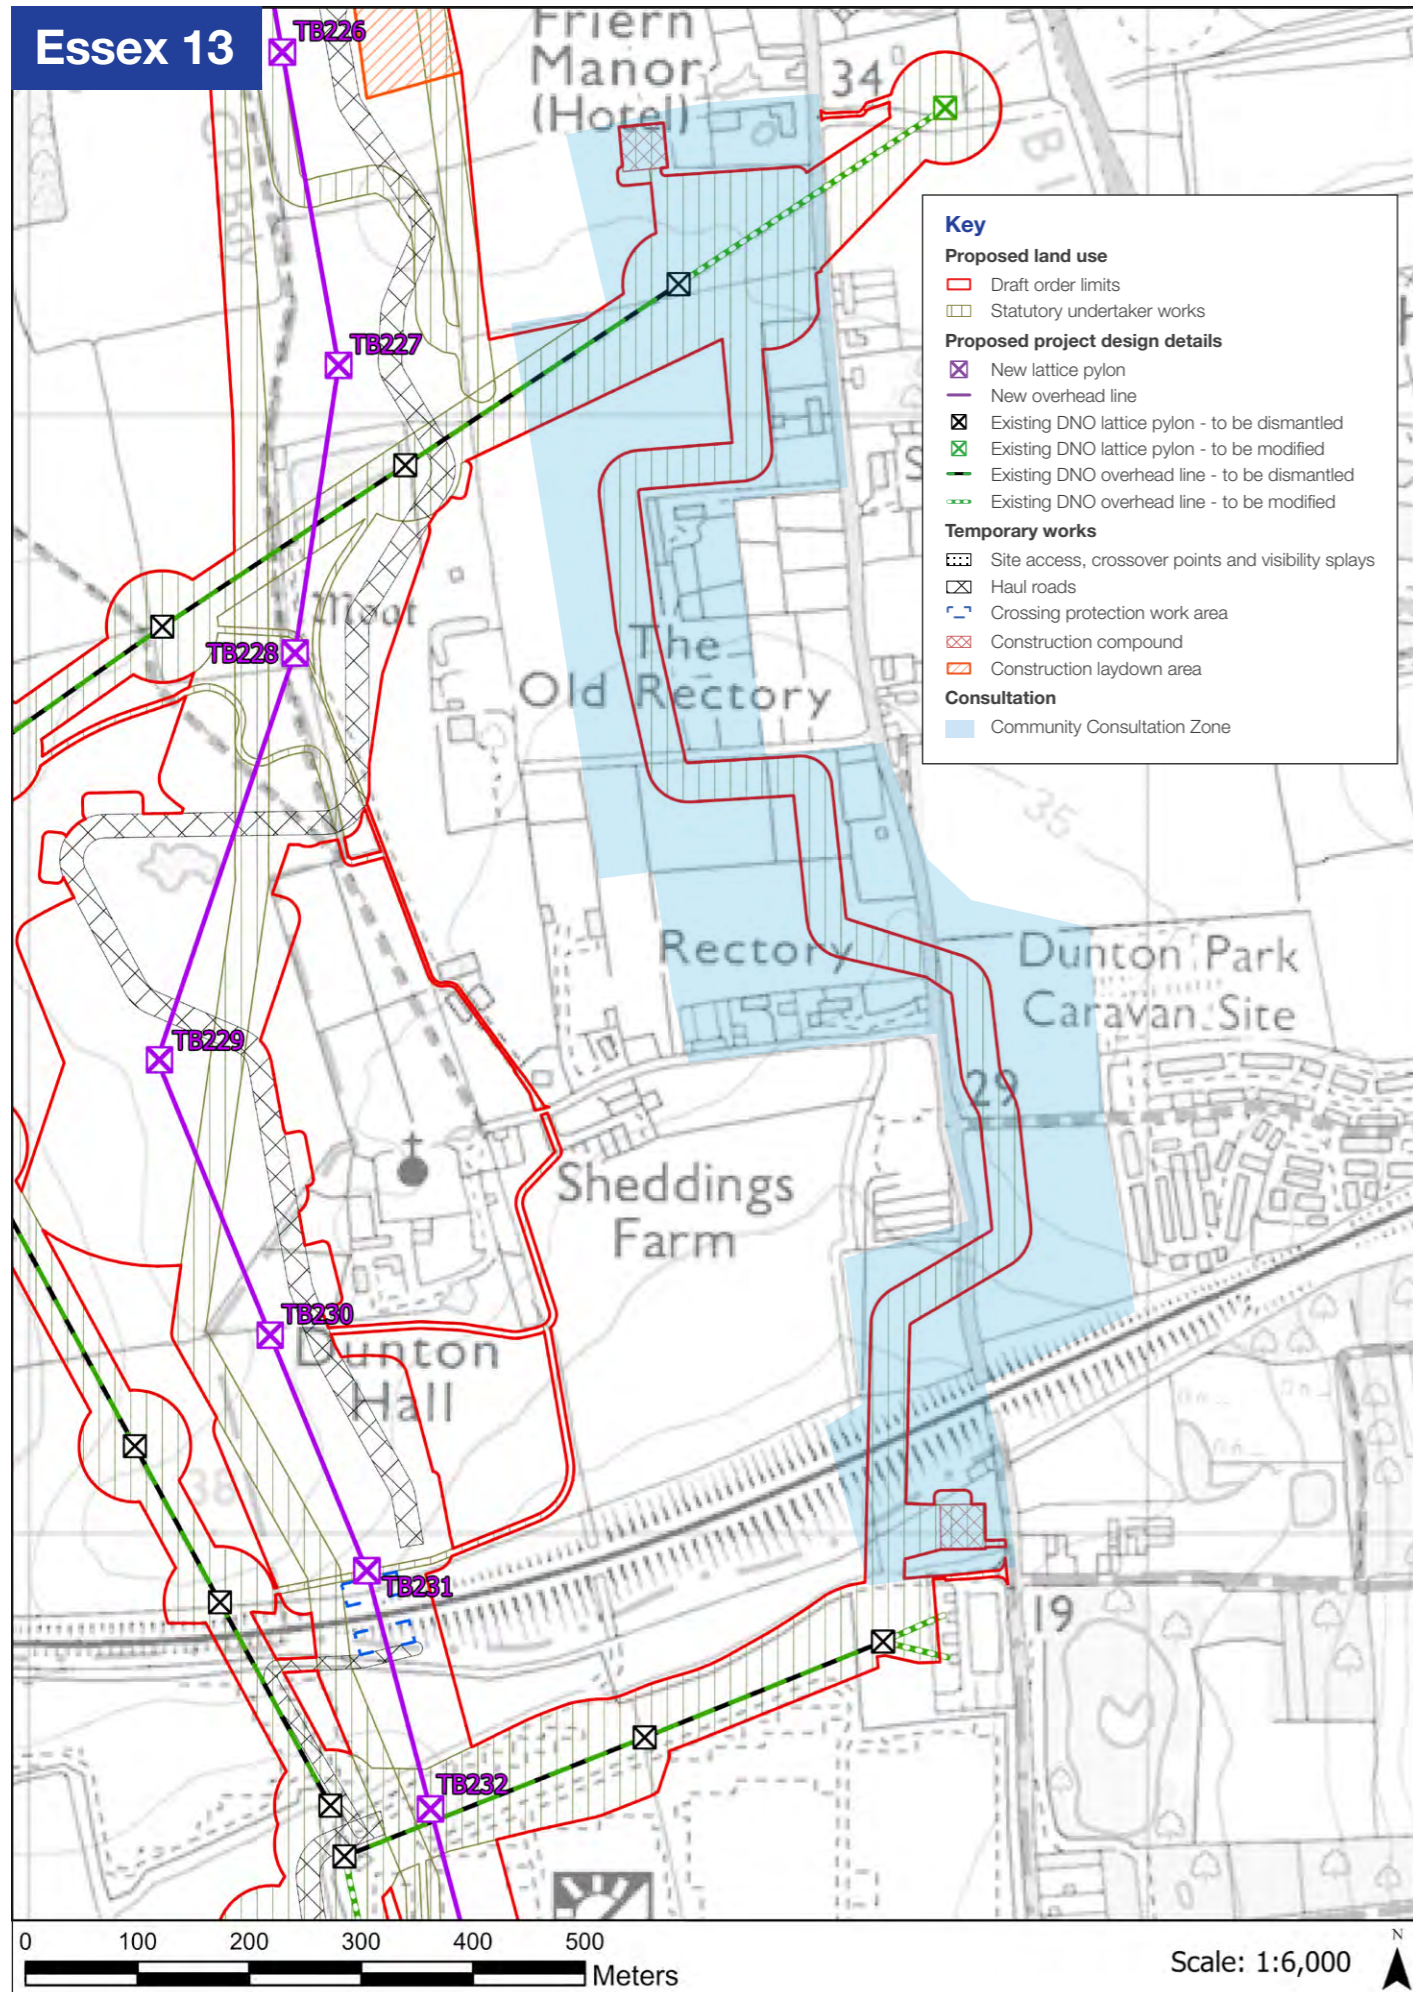 Essex 13
TB226
Friern
Manor
(Hotel)
34
Key
Proposed land use
Draft order limits
Statutory undertaker works
Proposed project design details
New lattice pylon
New overhead line
Existing DNO lattice pylon - to be dismantled
Existing DNO lattice pylon - to be modified
Existing DNO overhead line - to be dismantled
Existing DNO overhead line - to be modified
Temporary works
Site access, crossover points and visibility splays
Haul roads
Crossing protection work area
Construction compound
Construction laydown area
Consultation
Community Consultation Zone
TB227
Moat
TB228
The
Old Rectory
35
Rectory
Dunton Park
Caravan Site
TB229
29
Sheddings
Farm
TB230
Dunton
Hall
38
TB231
19
TB232
0 100 200 300 400 500
Meters
Scale: 1:6,000
N